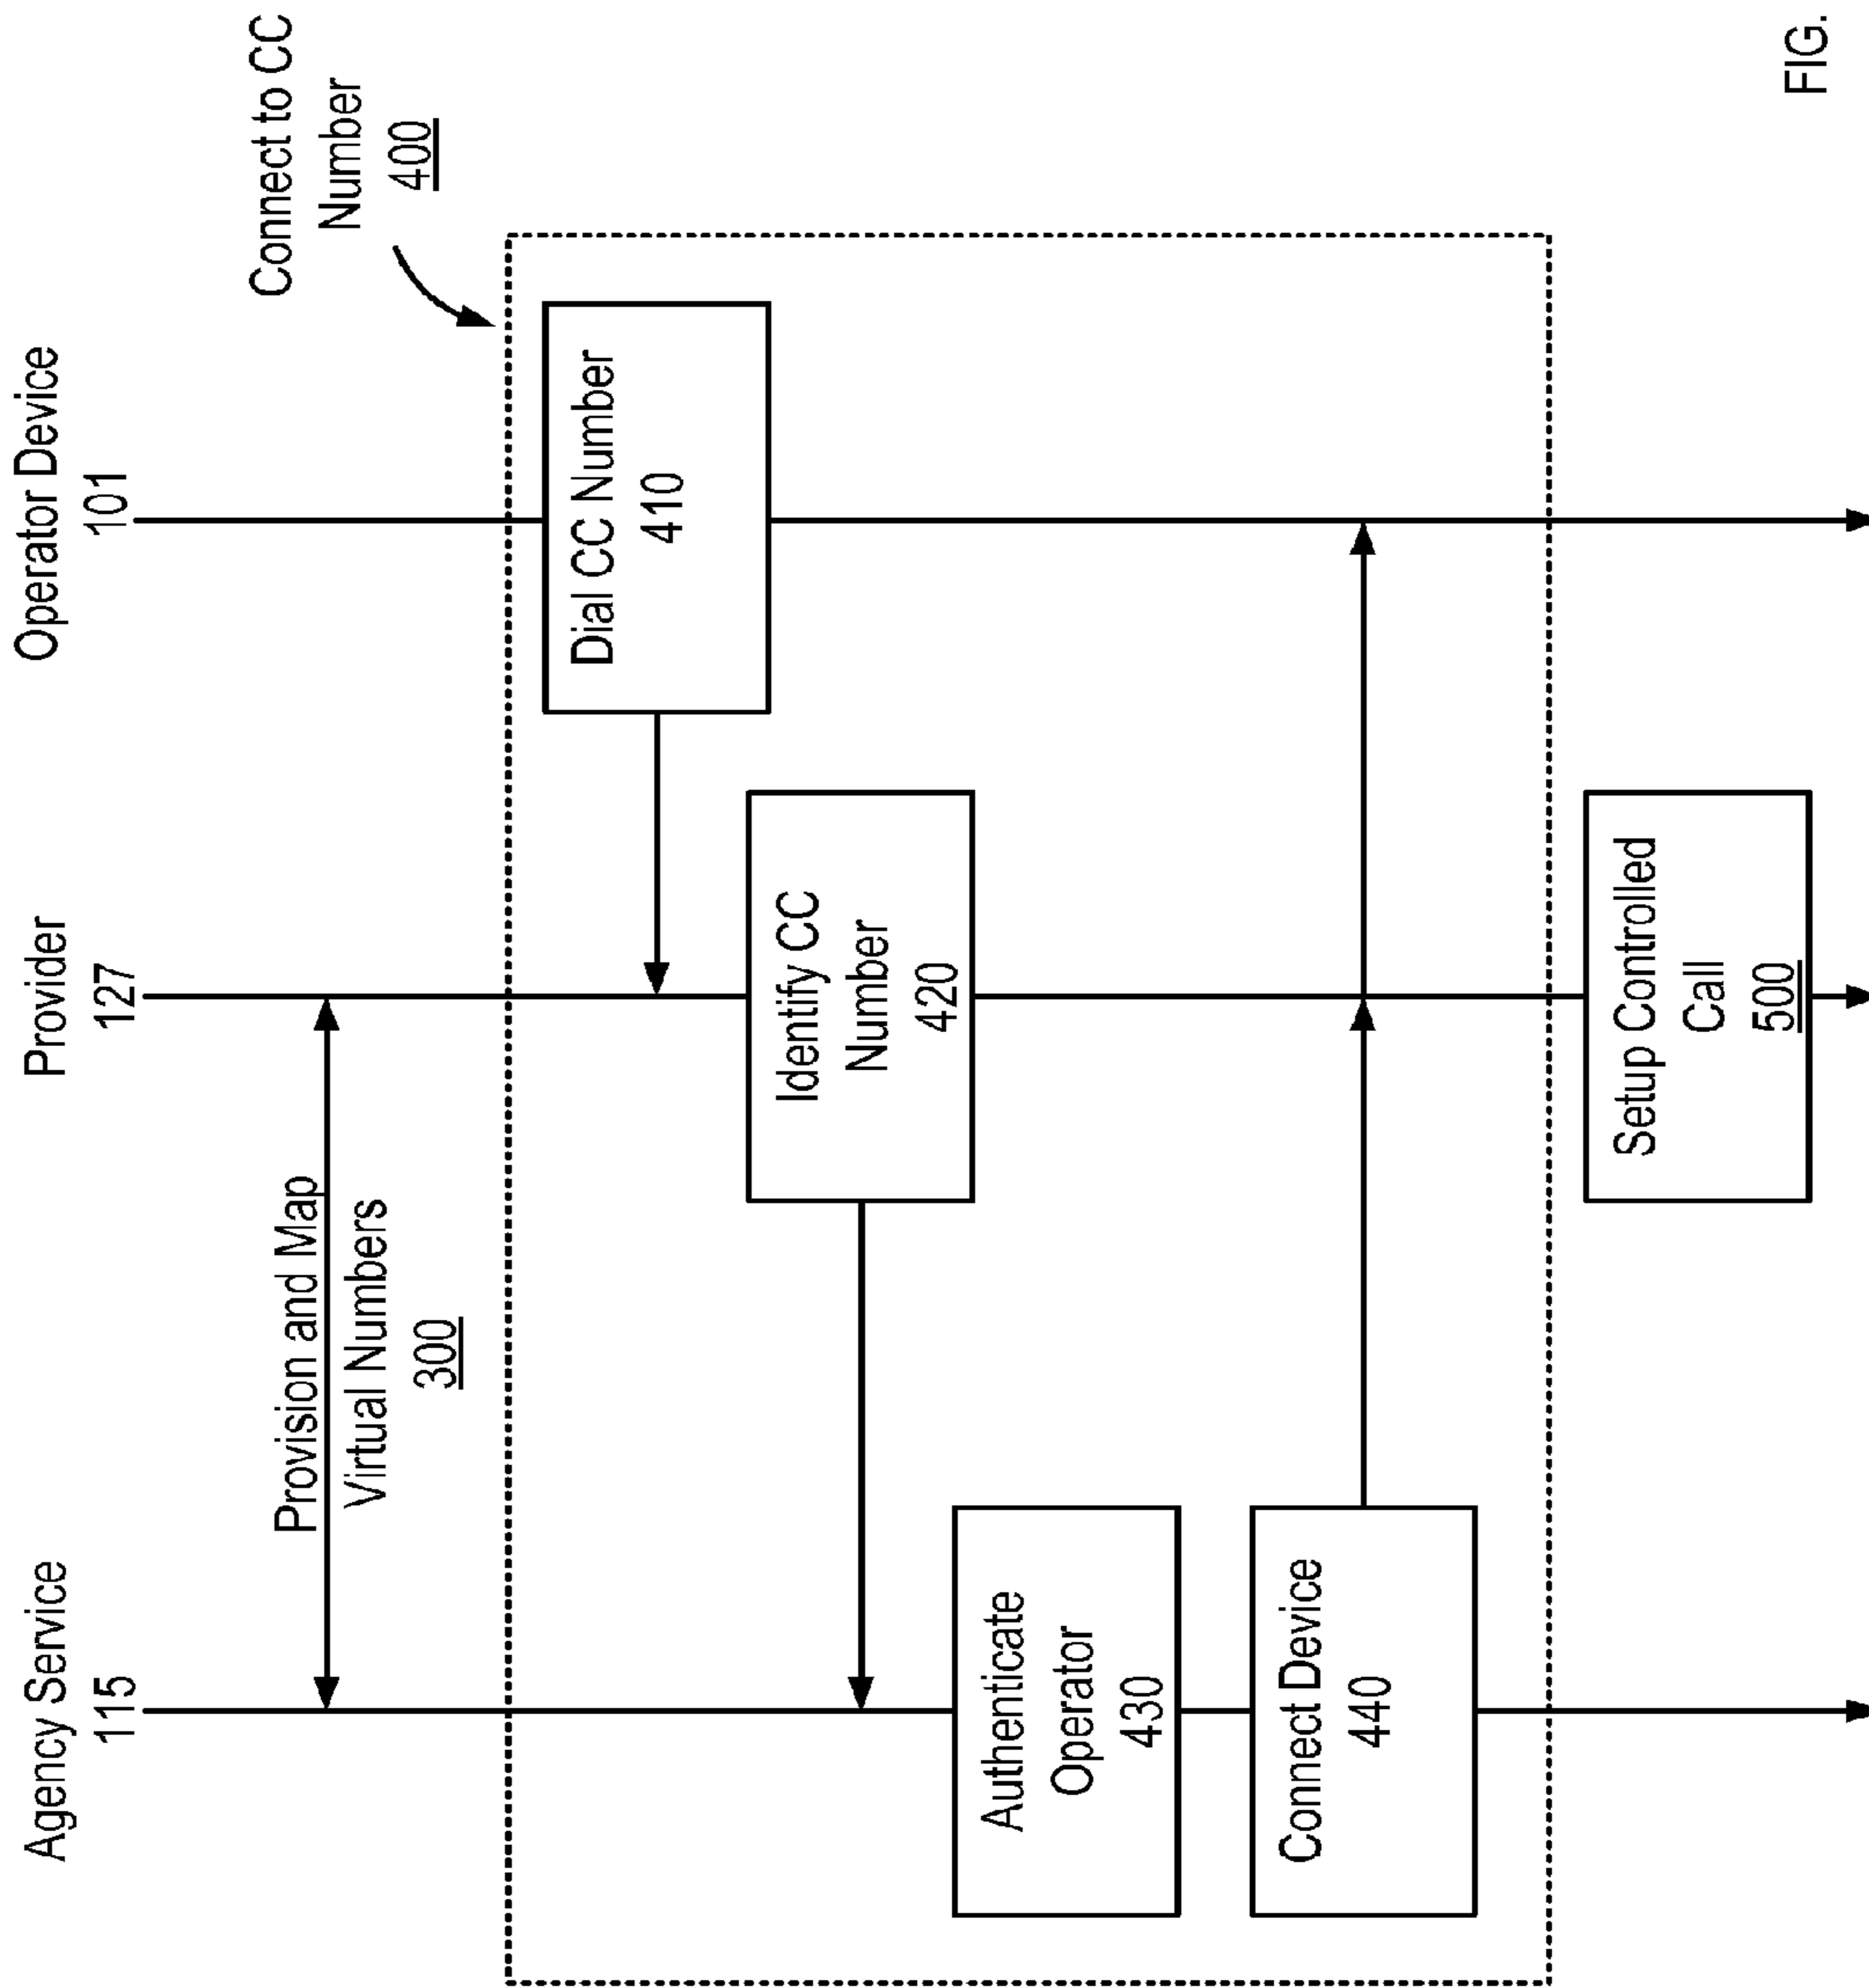 Agency Service
115
Provider
127
Operator Device
101
Connect to CC
Number
400
Provision and Map
Virtual Numbers
300
Dial CC Number
410
Identify CC
Number
420
Authenticate
Operator
430
Connect Device
440
Setup Controlled
Call
500
FIG.